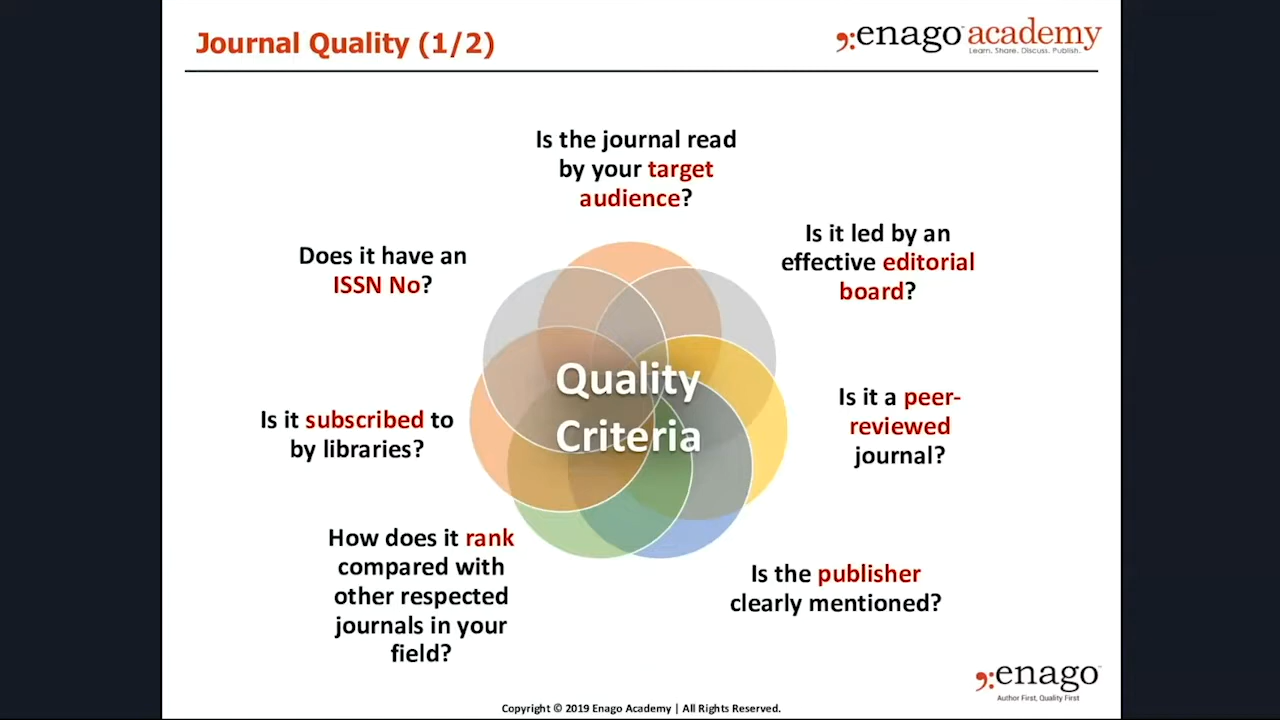 Journal Quality (1/2)
enago academy
Learn. Share. Discuss. Publish.
Is the journal read
by your target
audience?
Is it led by an
effective editorial
board?
Does it have an
ISSN No?
Quality
Criteria
Is it a peer-
reviewed
journal?
Is it subscribed to
by libraries?
How does it rank
compared with
other respected
journals in your
field?
Is the publisher
clearly mentioned?
enago
Author First, Quality First
Copyright © 2019 Enago Academy | All Rights Reserved.